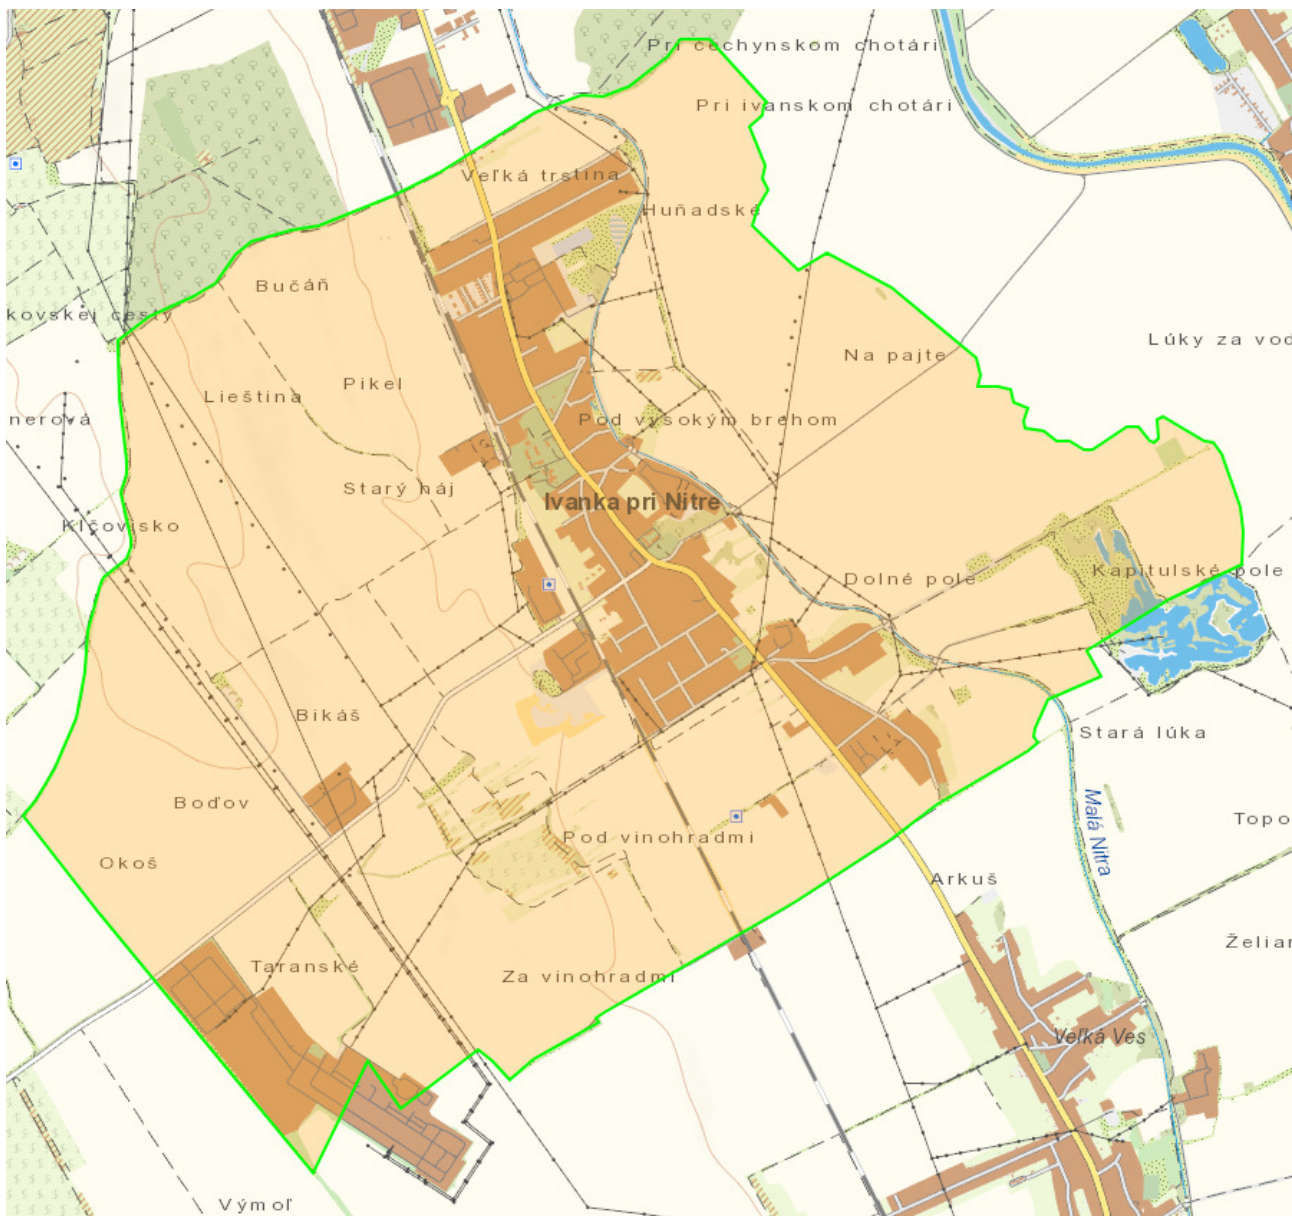 Pri čechynskom chotári
Pri ivanskom chotári
Veľká trstina
Huňadské
Bučáň
kovskej cesty
Lúky za vod
Na pajte
Pikel
Lieština
nerová
Pod vysokým brehom
Starý háj
Ivanka pri Nitre
Kĺčovisko
Kapitulské pole
Dolné pole
Bikáš
Stará lúka
Boďov
Malá Nitra
Topo
Pod vinohradmi
Okoš
Arkuš
Želiar
Taranské
Za vinohradmi
Veľká Ves
Výmoľ